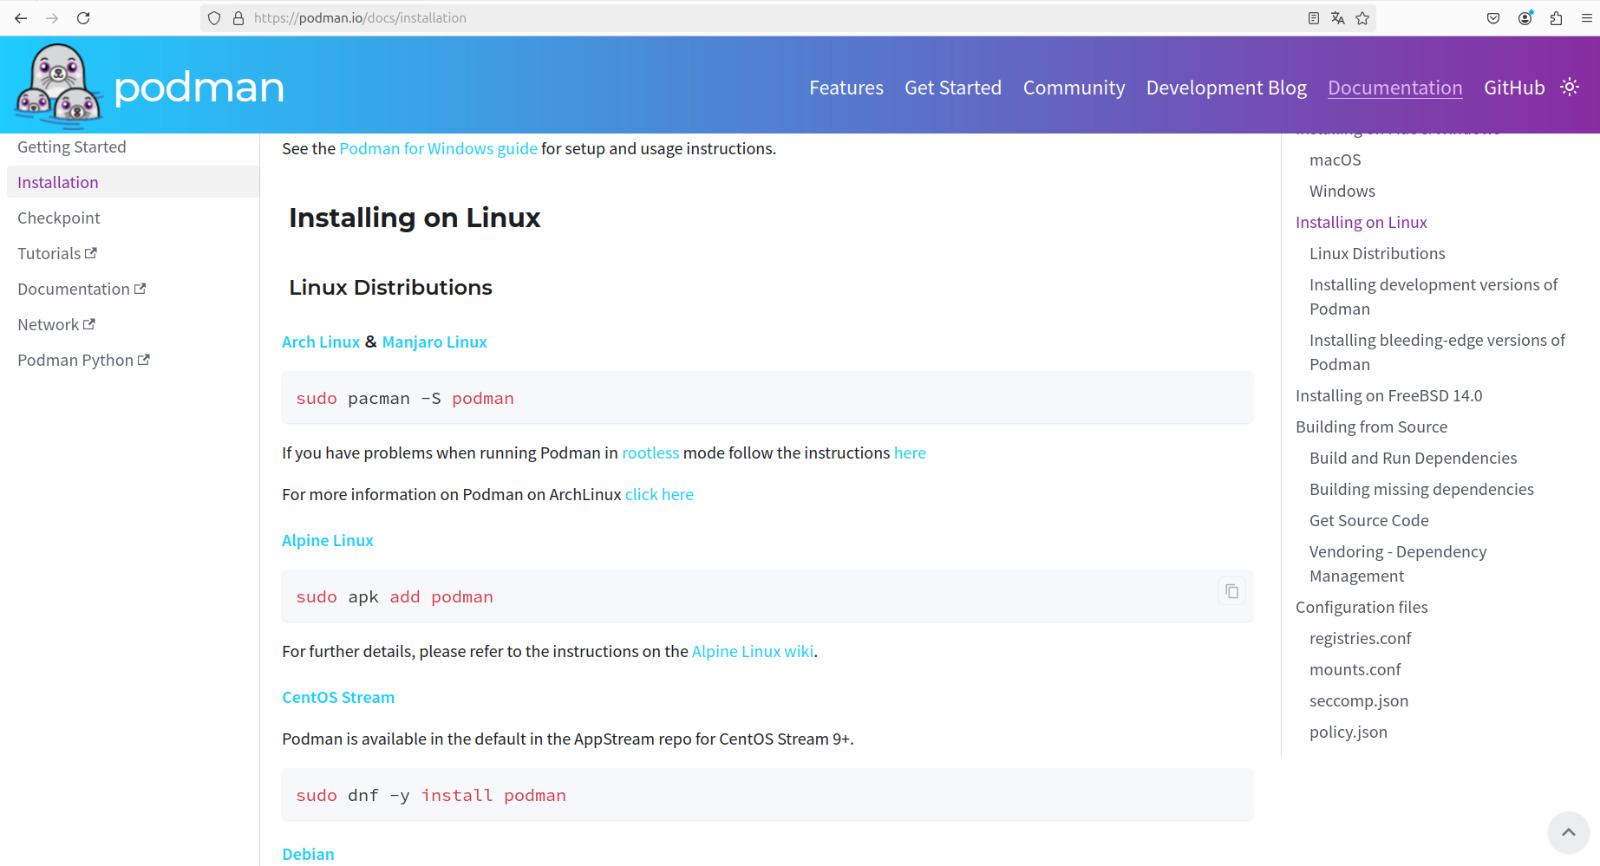 https://podman.io/docs/installation
podman
Features Get Started Community Development Blog Documentation GitHub
Getting Started
Installation
Checkpoint
Tutorials
Documentation
Network
Podman Python
See the Podman for Windows guide for setup and usage instructions.
Installing on Linux
Linux Distributions
Arch Linux & Manjaro Linux
sudo pacman -S podman
If you have problems when running Podman in rootless mode follow the instructions here
For more information on Podman on ArchLinux click here
Alpine Linux
sudo apk add podman
For further details, please refer to the instructions on the Alpine Linux wiki.
CentOS Stream
Podman is available in the default in the AppStream repo for CentOS Stream 9+.
sudo dnf -y install podman
Debian
macOS
Windows
Installing on Linux
Linux Distributions
Installing development versions of
Podman
Installing bleeding-edge versions of
Podman
Installing on FreeBSD 14.0
Building from Source
Build and Run Dependencies
Building missing dependencies
Get Source Code
Vendoring - Dependency
Management
Configuration files
registries.conf
mounts.conf
seccomp.json
policy.json